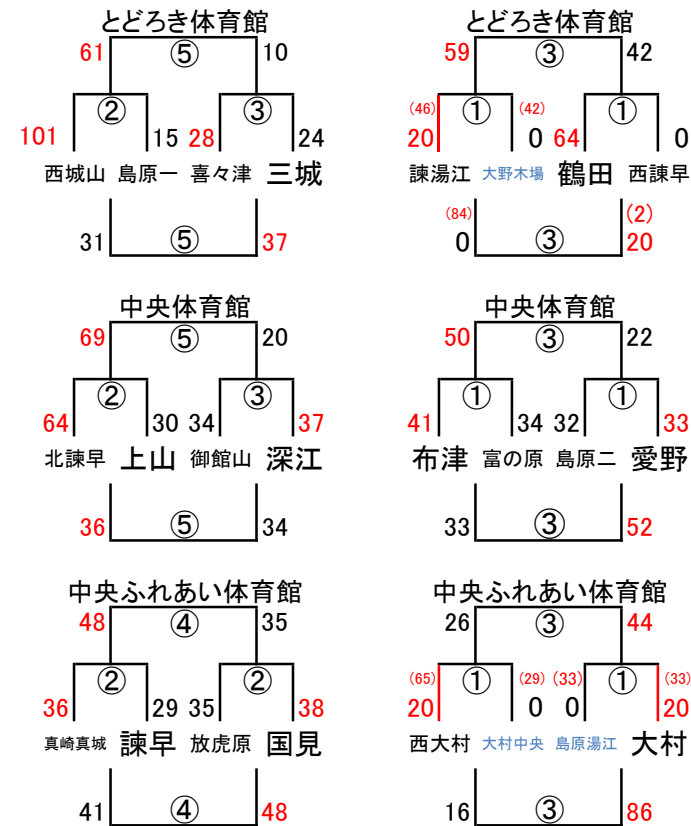 とどろき体育館
61 ⑤ 10
② ③
101 15 28 24
西城山 島原一 喜々津 三城
31 ⑤ 37
とどろき体育館
59 ③ 42
(46) ① (42) ①
20 0 64 0
諫湯江 大野木場 鶴田 西諫早
(84) (2)
0 ③ 20
中央体育館
69 ⑤ 20
② ③
64 30 34 37
北諫早 上山 御館山 深江
36 ⑤ 34
中央体育館
50 ③ 22
① ①
41 34 32 33
布津 富の原 島原二 愛野
33 ③ 52
中央ふれあい体育館
48 ④ 35
② ②
36 29 35 38
真崎真城 諫早 放虎原 国見
41 ④ 48
中央ふれあい体育館
26 ③ 44
(65) ① (29) (33) ① (33)
20 0 0 20
西大村 大村中央 島原湯江 大村
16 ③ 86